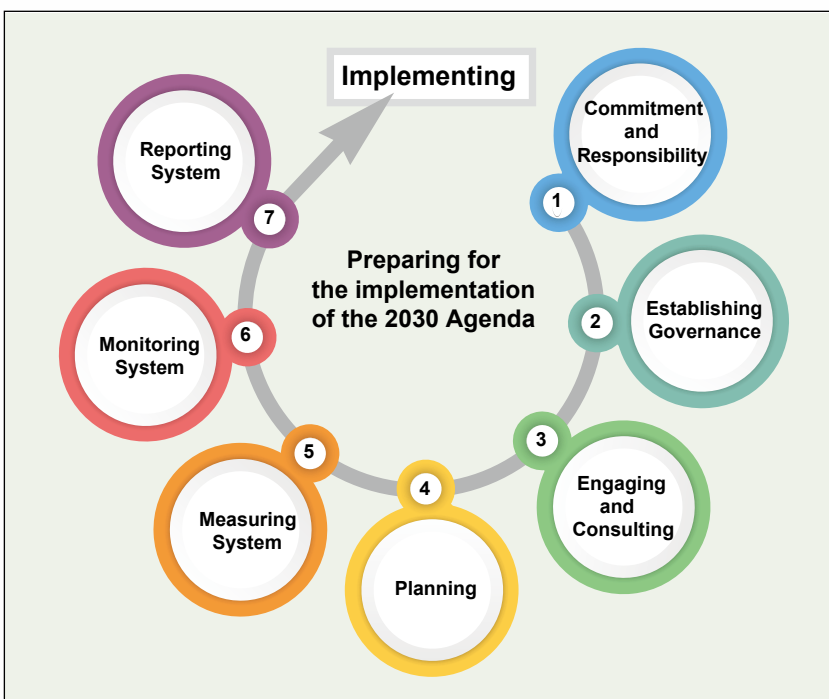 Implementing
Commitment
and
Responsibility
1
Establishing
Governance
2
Engaging
and
Consulting
3
Planning
4
Measuring
System
5
Monitoring
System
6
Reporting
System
7
Preparing for
the implementation
of the 2030 Agenda